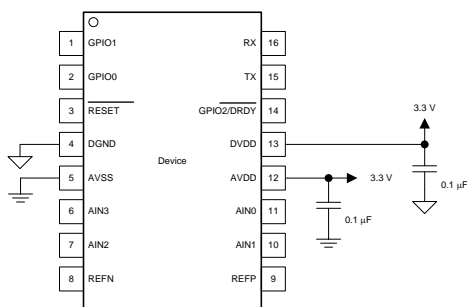 1 GPIO1 RX 16
2 GPIO0 TX 15
3 RESET GPIO2/DRDY 14
3.3 V
4 DGND DVDD 13
Device
0.1 µF
5 AVSS AVDD 12 3.3 V
6 AIN3 AIN0 11
0.1 µF
7 AIN2 AIN1 10
8 REFN REFP 9